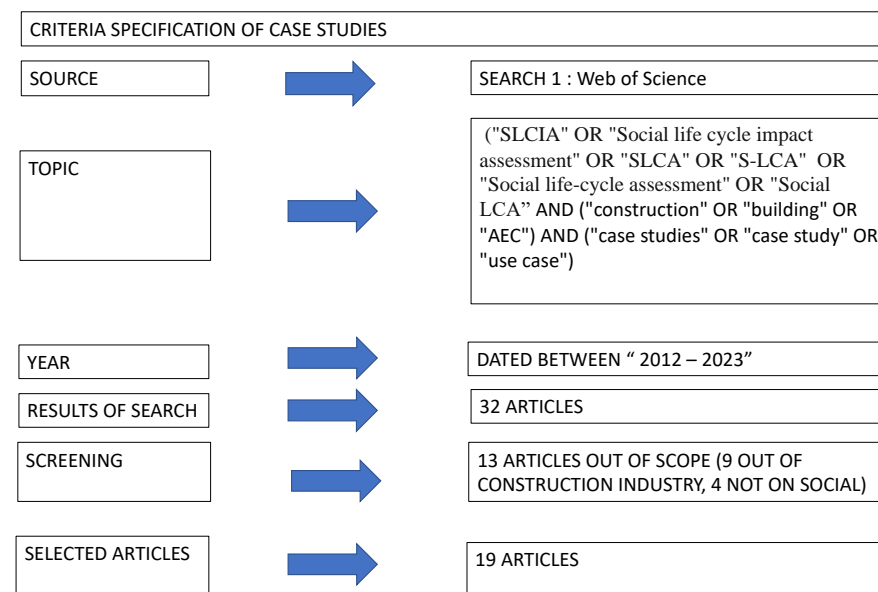 CRITERIA SPECIFICATION OF CASE STUDIES
SOURCE
SEARCH 1 : Web of Science
TOPIC
("SLCIA" OR "Social life cycle impact
assessment" OR "SLCA" OR "S-LCA" OR
"Social life-cycle assessment" OR "Social
LCA” AND ("construction" OR "building" OR
"AEC") AND ("case studies" OR "case study" OR
"use case")
YEAR
DATED BETWEEN “ 2012 – 2023”
RESULTS OF SEARCH
32 ARTICLES
SCREENING
13 ARTICLES OUT OF SCOPE (9 OUT OF
CONSTRUCTION INDUSTRY, 4 NOT ON SOCIAL)
SELECTED ARTICLES
19 ARTICLES